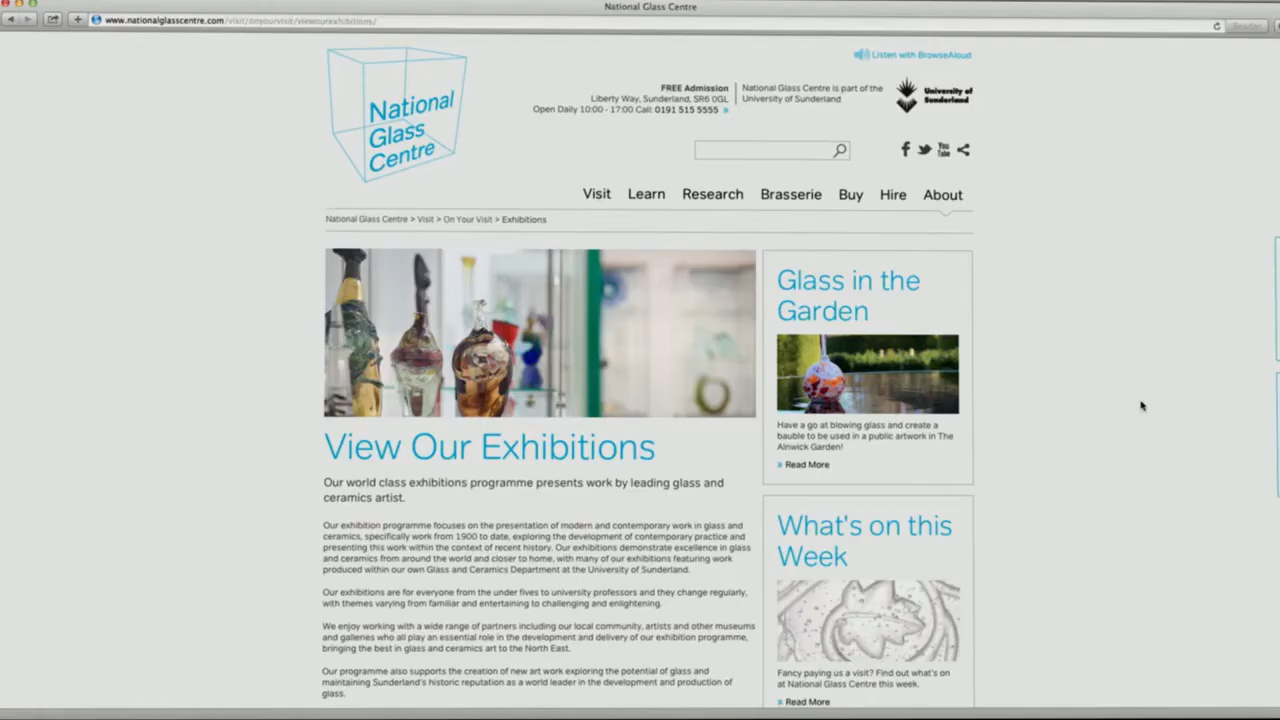 National Glass Centre
www.nationalglasscentre.com/visit/onyourvisit/viewourexhibitions/
Reader
National
Glass
Centre
Listen with BrowseAloud
FREE Admission
Liberty Way, Sunderland, SR6 0GL
Open Daily 10:00 - 17:00 Call: 0191 515 5555 »
National Glass Centre is part of the
University of Sunderland
University of
Sunderland
You
Tube
Visit Learn Research Brasserie Buy Hire About
National Glass Centre > Visit > On Your Visit > Exhibitions
View Our Exhibitions
Our world class exhibitions programme presents work by leading glass and
ceramics artist.
Our exhibition programme focuses on the presentation of modern and contemporary work in glass and
ceramics, specifically work from 1900 to date, exploring the development of contemporary practice and
presenting this work within the context of recent history. Our exhibitions demonstrate excellence in glass
and ceramics from around the world and closer to home, with many of our exhibitions featuring work
produced within our own Glass and Ceramics Department at the University of Sunderland.
Our exhibitions are for everyone from the under fives to university professors and they change regularly,
with themes varying from familiar and entertaining to challenging and enlightening.
We enjoy working with a wide range of partners including our local community, artists and other museums
and galleries who all play an essential role in the development and delivery of our exhibition programme,
bringing the best in glass and ceramics art to the North East.
Our programme also supports the creation of new art work exploring the potential of glass and
maintaining Sunderland's historic reputation as a world leader in the development and production of
glass.
Glass in the
Garden
Have a go at blowing glass and create a
bauble to be used in a public artwork in The
Alnwick Garden!
» Read More
What's on this
Week
Fancy paying us a visit? Find out what's on
at National Glass Centre this week.
» Read More